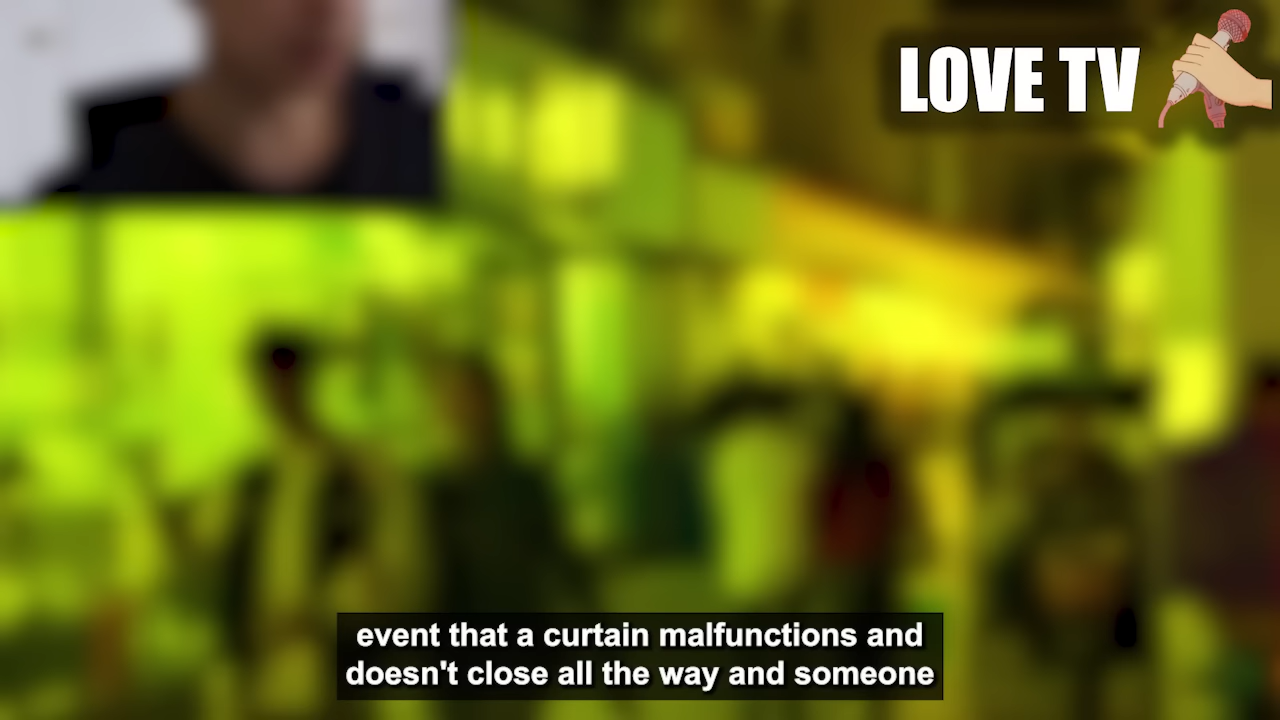 LOVE TV
event that a curtain malfunctions and
doesn't close all the way and someone